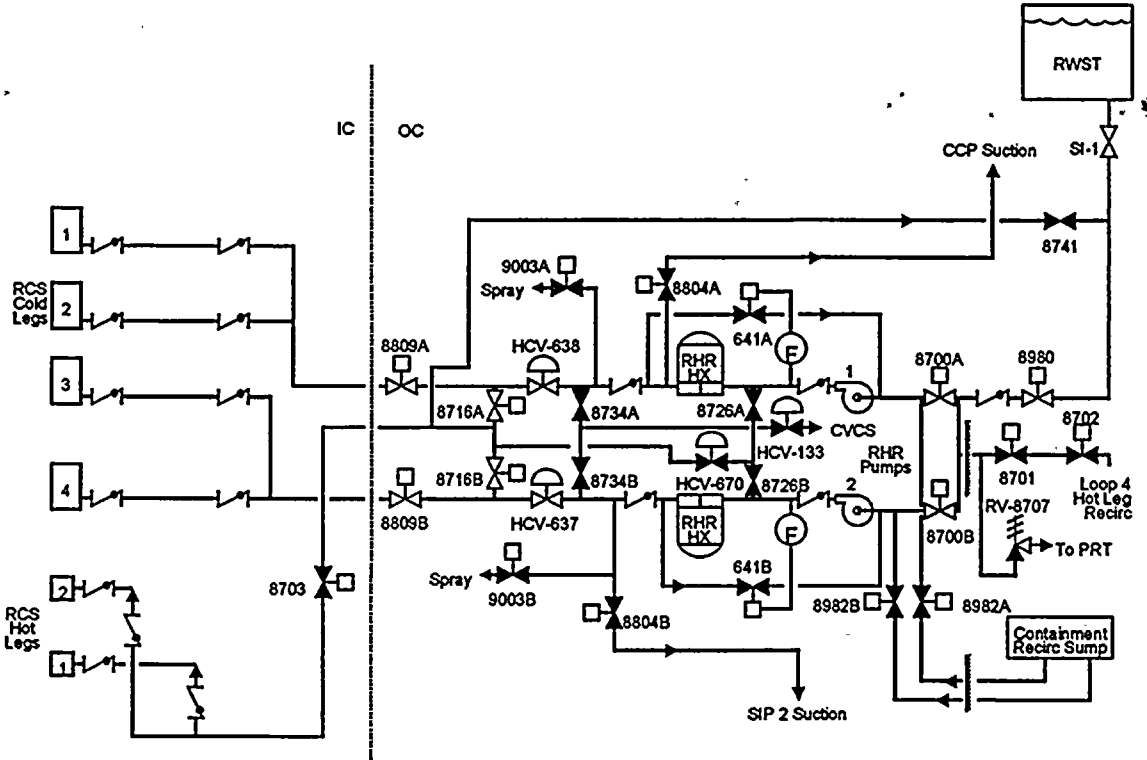 RWST
IC
OC
SI-1
CCP Suction
8741
1
9003A
Spray
8804A
RCS
Cold
Legs
2
641A
F
8809A
HCV-638
RHR
HX
1
8700A
8980
3
8716A
8734A
8726A
CVCS
8702
HCV-133
RHR
Pumps
8701
Loop 4
Hot Leg
Recirc
4
8716B
8734B
HCV-670
8726B
2
8809B
HCV-637
RHR
HX
F
8700B
RV-8707
To PRT
8703
Spray
9003B
641B
8982B
8982A
2
RCS
Hot
Legs
8804B
1
Containment
Recirc Sump
SIP 2 Suction